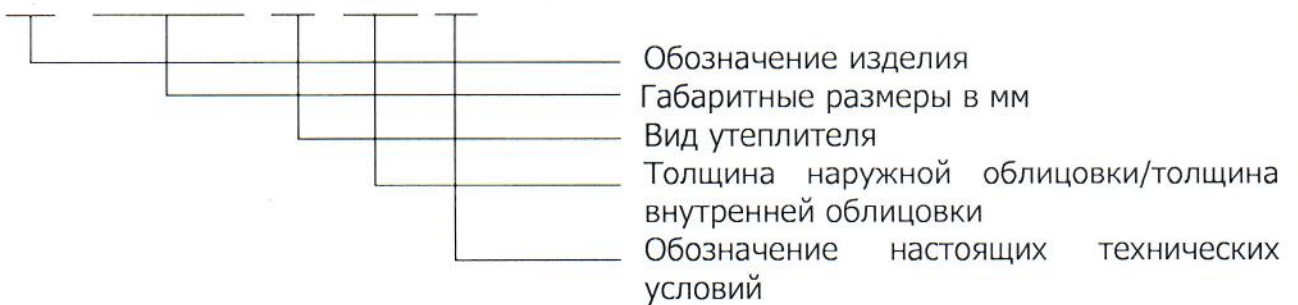 Обозначение изделия
Габаритные размеры в мм
Вид утеплителя
Толщина наружной облицовки/толщина
внутренней облицовки
Обозначение настоящих технических
условий